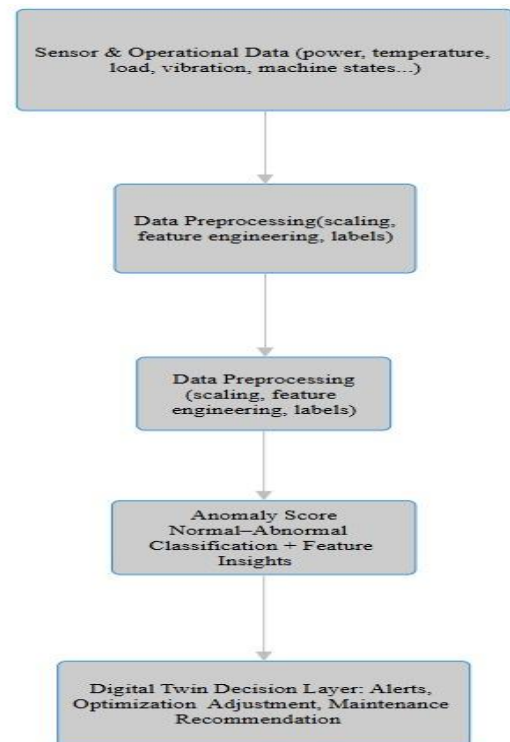 Sensor & Operational Data (power, temperature,
load, vibration, machine states...)
Data Preprocessing(scaling,
feature engineering, labels)
Data Preprocessing
(scaling, feature
engineering, labels)
Anomaly Score
Normal–Abnormal
Classification + Feature
Insights
Digital Twin Decision Layer: Alerts,
Optimization Adjustment, Maintenance
Recommendation